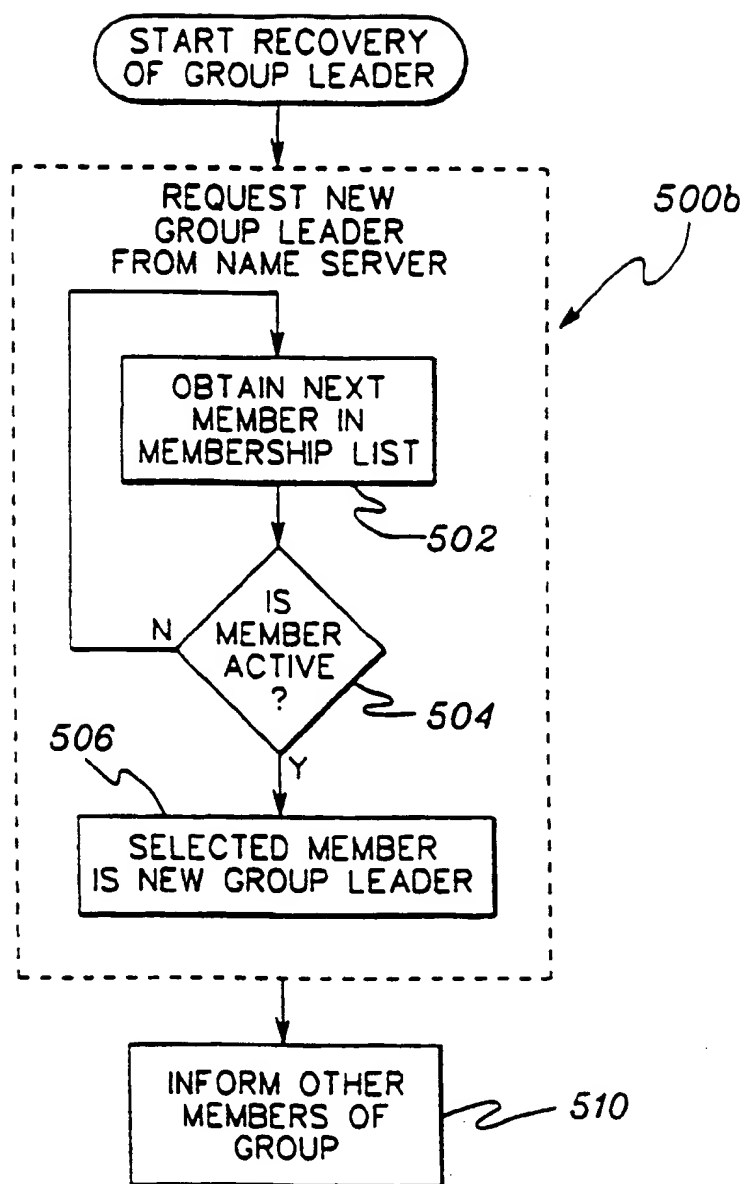 START RECOVERY
OF GROUP LEADER
REQUEST NEW
GROUP LEADER
FROM NAME SERVER
500b
OBTAIN NEXT
MEMBER IN
MEMBERSHIP LIST
502
IS
MEMBER
ACTIVE
?
N
504
Y
506
SELECTED MEMBER
IS NEW GROUP LEADER
INFORM OTHER
MEMBERS OF
GROUP
510